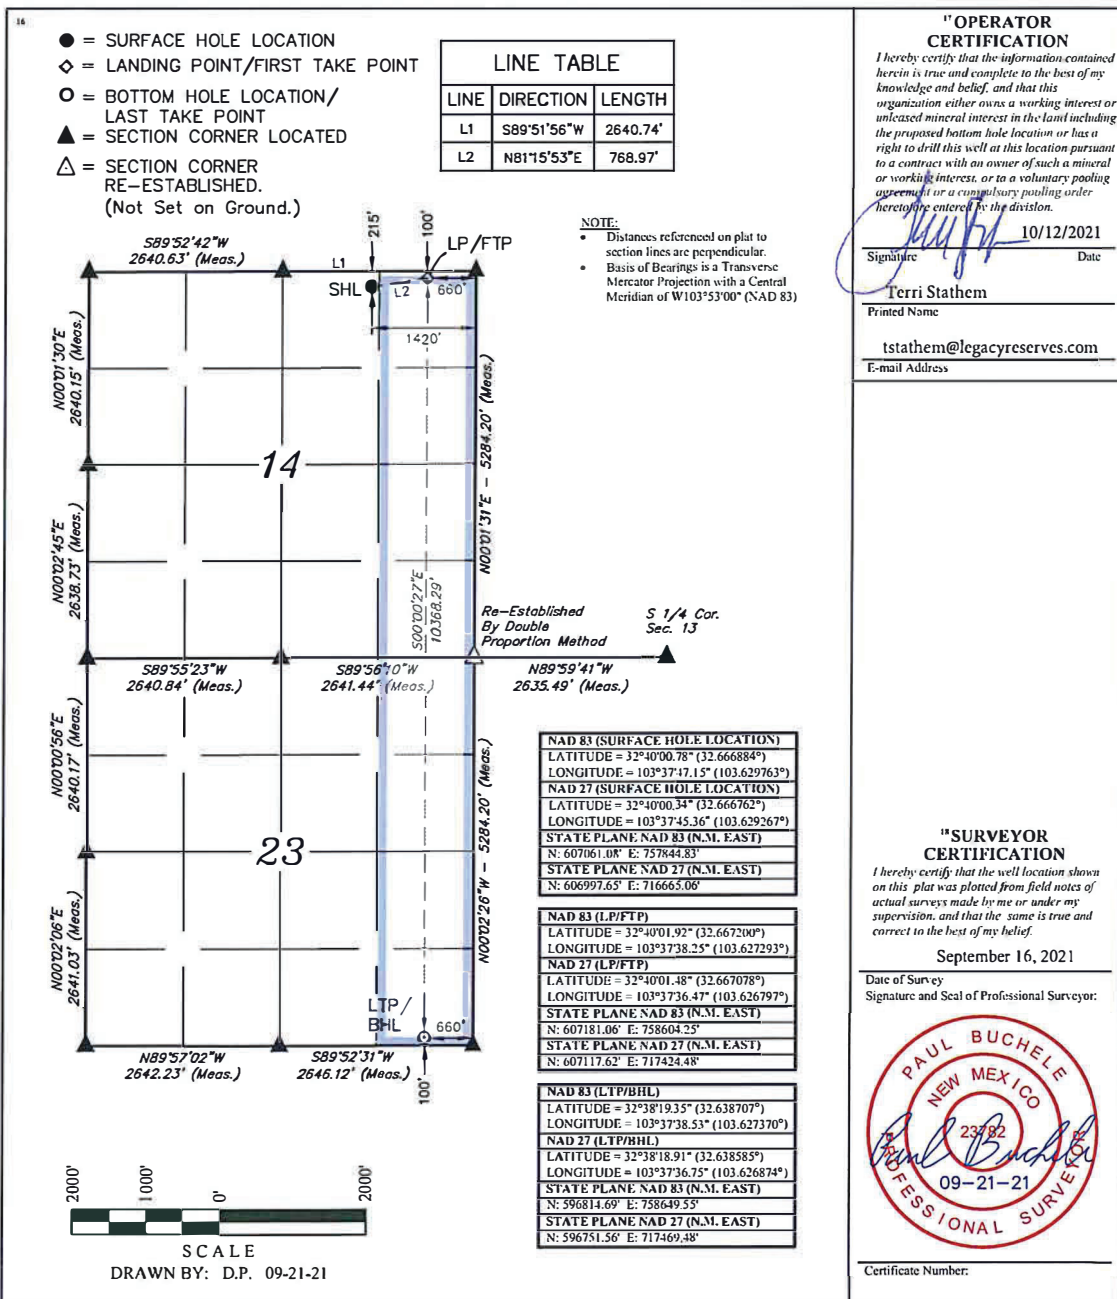 16
● = SURFACE HOLE LOCATION
◇ = LANDING POINT/FIRST TAKE POINT
O = BOTTOM HOLE LOCATION/
LAST TAKE POINT
▲ = SECTION CORNER LOCATED
△ = SECTION CORNER
RE-ESTABLISHED.
(Not Set on Ground.)
LINE TABLE
LINE DIRECTION LENGTH
L1 S89°51'56"W 2640.74'
L2 N81°15'53"E 768.97'
NOTE:
• Distances referenced on plat to
section lines are perpendicular.
• Basis of Bearings is a Transverse
Mercator Projection with a Central
Meridian of W103°53'00" (NAD 83)
S89°52'42"W
2640.63' (Meas.)
L1
215'
100'
LP/FTP
SHL
L2
660'
1420'
N00°01'30"E
2640.15' (Meas.)
14
N00°01'31"E - 5284.20' (Meas.)
N00°02'45"E
2638.73' (Meas.)
S00°00'27"E
10368.29'
Re-Established
By Double
Proportion Method
S 1/4 Cor.
Sec. 13
S89°55'23"W
2640.84' (Meas.)
S89°56'10"W
2641.44' (Meas.)
N89°59'41"W
2635.49' (Meas.)
N00°00'56"E
2640.17' (Meas.)
23
N00°02'26"W - 5284.20' (Meas.)
N00°02'06"E
2641.03' (Meas.)
LTP/
BHL
660'
N89°57'02"W
2642.23' (Meas.)
S89°52'31"W
2646.12' (Meas.)
100'
NAD 83 (SURFACE HOLE LOCATION)
LATITUDE = 32°40'00.78" (32.666884°)
LONGITUDE = 103°37'47.15" (103.629763°)
NAD 27 (SURFACE HOLE LOCATION)
LATITUDE = 32°40'00.34" (32.666762°)
LONGITUDE = 103°37'45.36" (103.629267°)
STATE PLANE NAD 83 (N.M. EAST)
N: 607061.08' E: 757844.83'
STATE PLANE NAD 27 (N.M. EAST)
N: 606997.65' E: 716665.06'
NAD 83 (LP/FTP)
LATITUDE = 32°40'01.92" (32.667200°)
LONGITUDE = 103°37'38.25" (103.627293°)
NAD 27 (LP/FTP)
LATITUDE = 32°40'01.48" (32.667078°)
LONGITUDE = 103°37'36.47" (103.626797°)
STATE PLANE NAD 83 (N.M. EAST)
N: 607181.06' E: 758604.25'
STATE PLANE NAD 27 (N.M. EAST)
N: 607117.62' E: 717424.48'
NAD 83 (LTP/BHL)
LATITUDE = 32°38'19.35" (32.638707°)
LONGITUDE = 103°37'38.53" (103.627370°)
NAD 27 (LTP/BHL)
LATITUDE = 32°38'18.91" (32.638585°)
LONGITUDE = 103°37'36.75" (103.626874°)
STATE PLANE NAD 83 (N.M. EAST)
N: 596814.69' E: 758649.55'
STATE PLANE NAD 27 (N.M. EAST)
N: 596751.56' E: 717469.48'
2000' 1000' 0' 2000'
SCALE
DRAWN BY: D.P. 09-21-21
17 OPERATOR
CERTIFICATION
I hereby certify that the information contained
herein is true and complete to the best of my
knowledge and belief, and that this
organization either owns a working interest or
unleased mineral interest in the land including
the proposed bottom hole location or has a
right to drill this well at this location pursuant
to a contract with an owner of such a mineral
or working interest, or to a voluntary pooling
agreement or a compulsory pooling order
heretofore entered by the division.
10/12/2021
Signature Date
Terri Stathem
Printed Name
tstathem@legacyreserves.com
E-mail Address
18 SURVEYOR
CERTIFICATION
I hereby certify that the well location shown
on this plat was plotted from field notes of
actual surveys made by me or under my
supervision, and that the same is true and
correct to the best of my belief.
September 16, 2021
Date of Survey
Signature and Seal of Professional Surveyor:
PAUL BUCHELE
NEW MEXICO
23782
Paul Buchele
09-21-21
PROFESSIONAL SURVEYOR
Certificate Number: